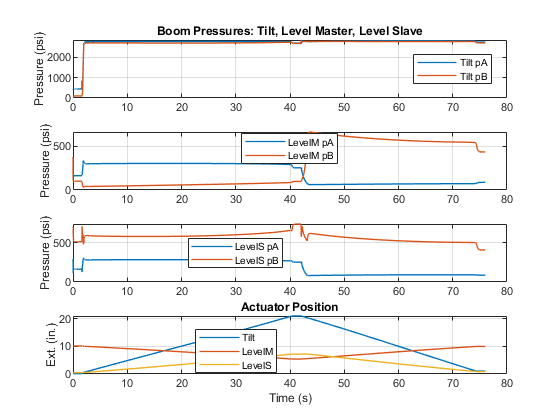 Boom Pressures: Tilt, Level Master, Level Slave
Pressure (psi)
2000
1000
0
Tilt pA
Tilt pB
0 10 20 30 40 50 60 70 80
Pressure (psi)
500
0
LevelM pA
LevelM pB
0 10 20 30 40 50 60 70 80
Pressure (psi)
500
0
LevelS pA
LevelS pB
0 10 20 30 40 50 60 70 80
Actuator Position
Ext. (in.)
20
10
0
Tilt
LevelM
LevelS
0 10 20 30 40 50 60 70 80
Time (s)